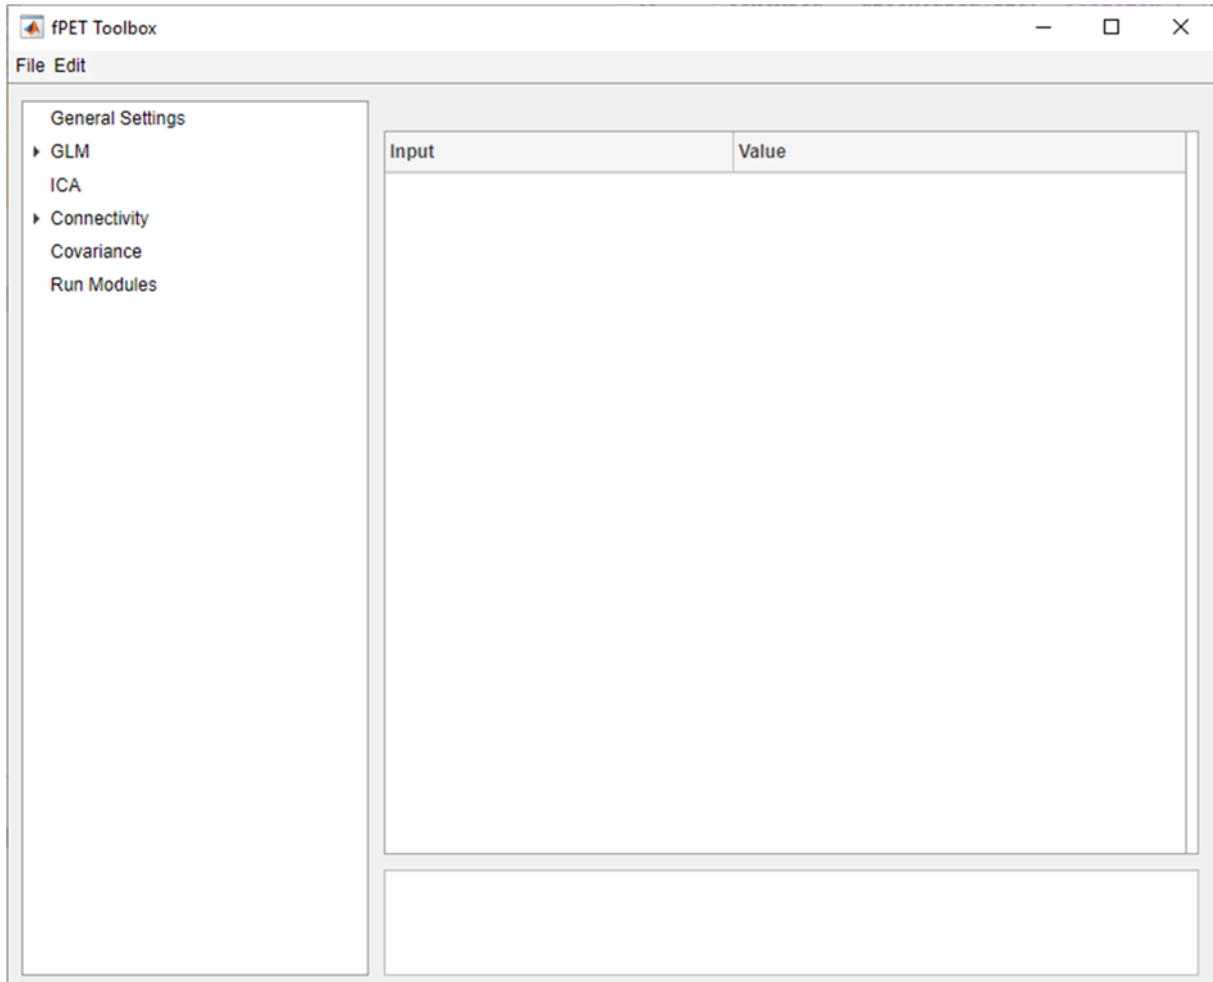 fPET Toolbox
File Edit
General Settings
GLM
ICA
Connectivity
Covariance
Run Modules
Input Value